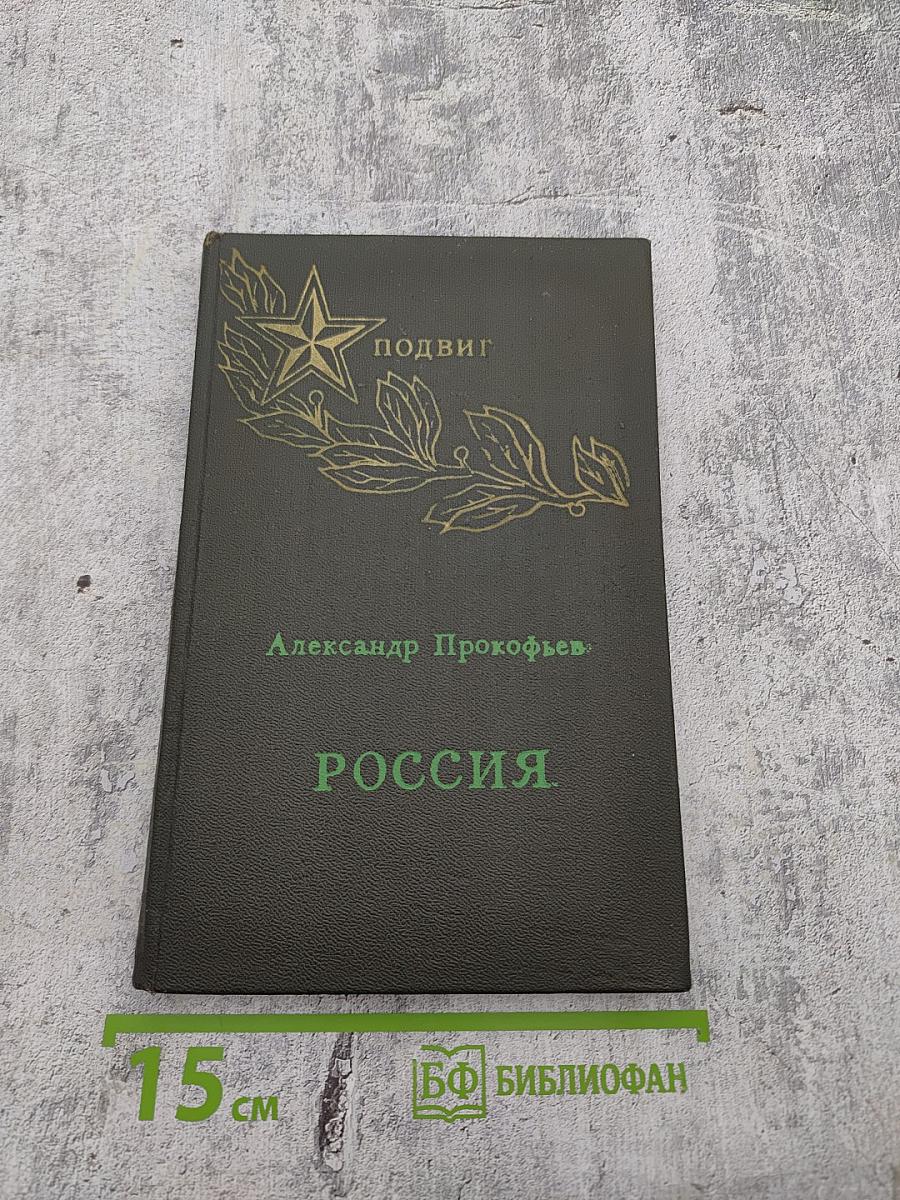 ПОДВИГ
Александр Прокофьев
РОССИЯ
15 см
БФ БИБЛИОФАН